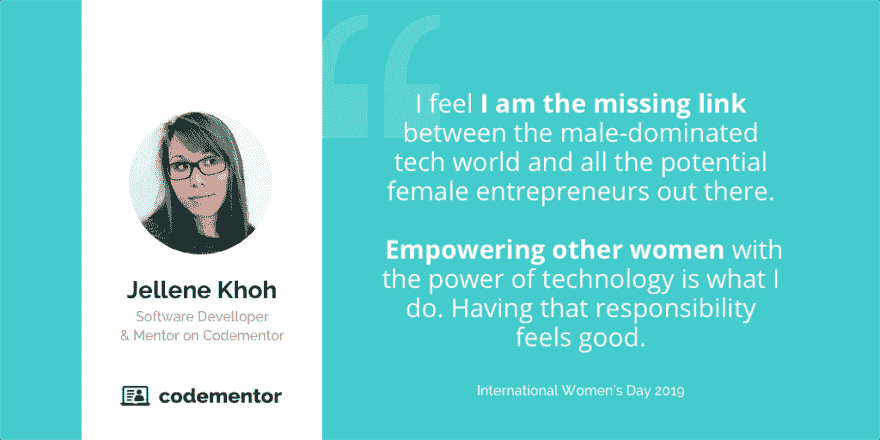 Jellene Khoh
Software Develloper
& Mentor on Codementor
codementor
I feel I am the missing link
between the male-dominated
tech world and all the potential
female entrepreneurs out there.
Empowering other women with
the power of technology is what I
do. Having that responsibility
feels good.
International Women's Day 2019